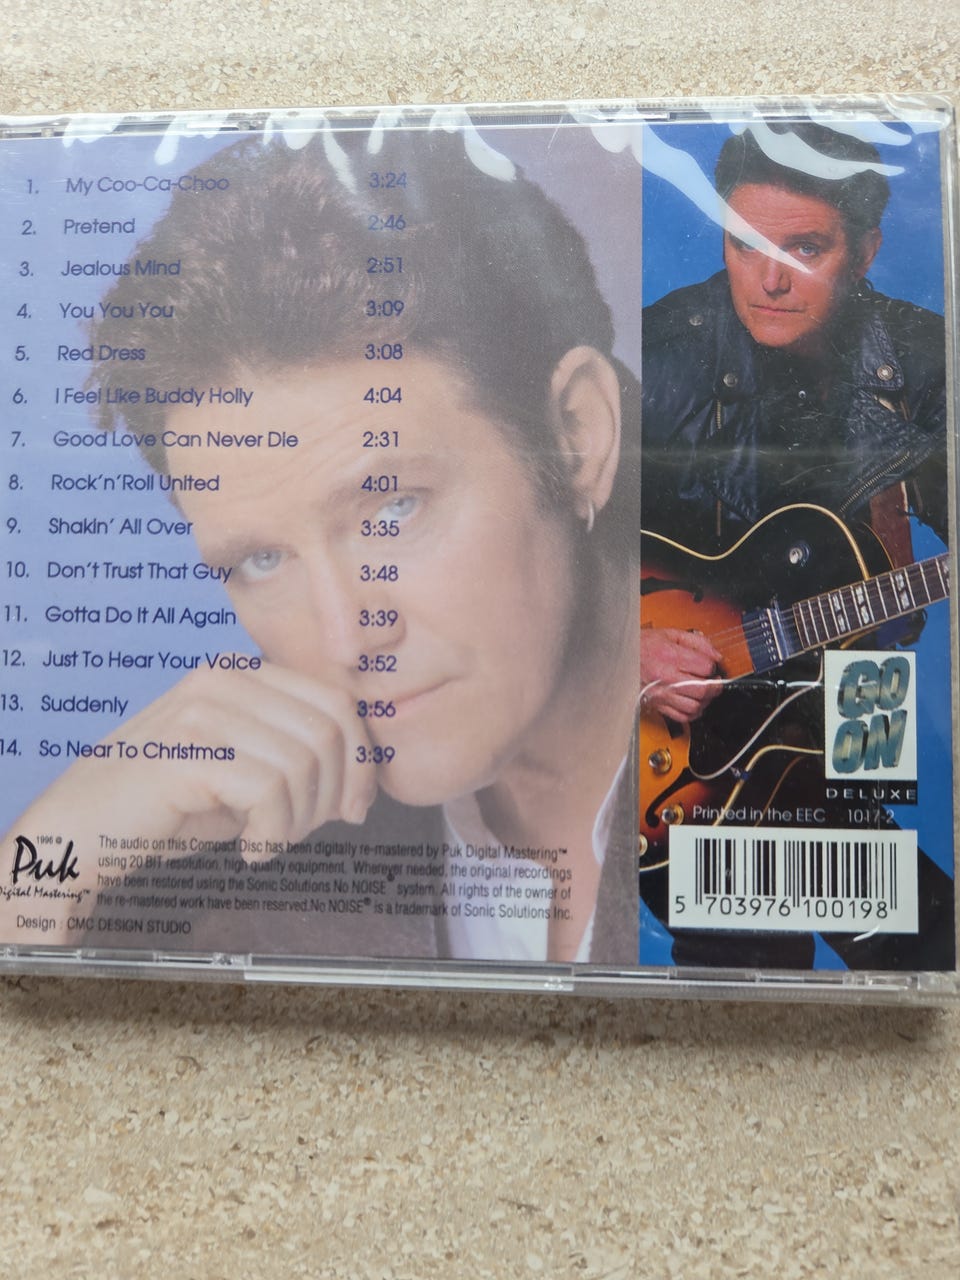 1. My Coo-Ca-Choo 3:24
2. Pretend 2:46
3. Jealous Mind 2:51
4. You You You 3:09
5. Red Dress 3:08
6. I Feel Like Buddy Holly 4:04
7. Good Love Can Never Die 2:31
8. Rock'n'Roll United 4:01
9. Shakin' All Over 3:35
10. Don't Trust That Guy 3:48
11. Gotta Do It All Again 3:39
12. Just To Hear Your Voice 3:52
13. Suddenly 3:56
14. So Near To Christmas 3:39
GO
ON
DELUXE
Printed in the EEC 1017-2
5 703976 100198
1996 ©
Puk
Digital Mastering™
The audio on this Compact Disc has been digitally re-mastered by Puk Digital Mastering™
using 20 BIT resolution, high quality equipment. Wherever needed, the original recordings
have been restored using the Sonic Solutions No NOISE® system. All rights of the owner of
the re-mastered work have been reserved.No NOISE® is a trademark of Sonic Solutions Inc.
Design : CMC DESIGN STUDIO